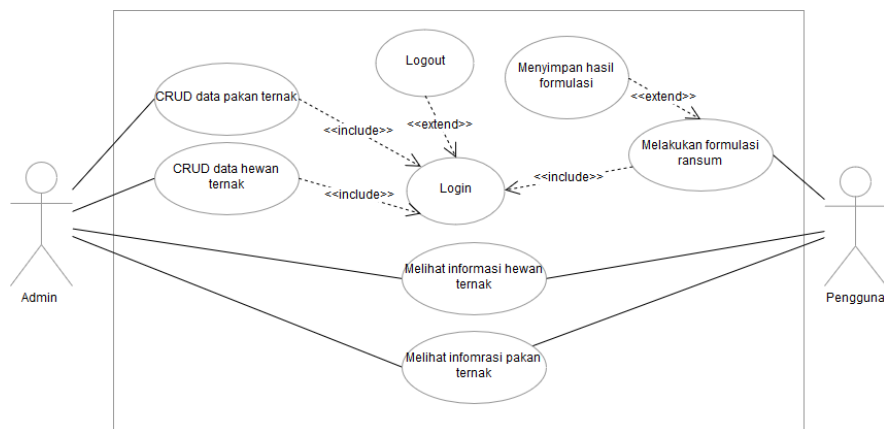 Logout
Menyimpan hasil
formulasi
CRUD data pakan ternak
<<extend>>
<<include>>
<<extend>>
Melakukan formulasi
ransum
CRUD data hewan
ternak
<<include>>
Login
<<include>>
Admin
Pengguna
Melihat informasi hewan
ternak
Melihat infomrasi pakan
ternak